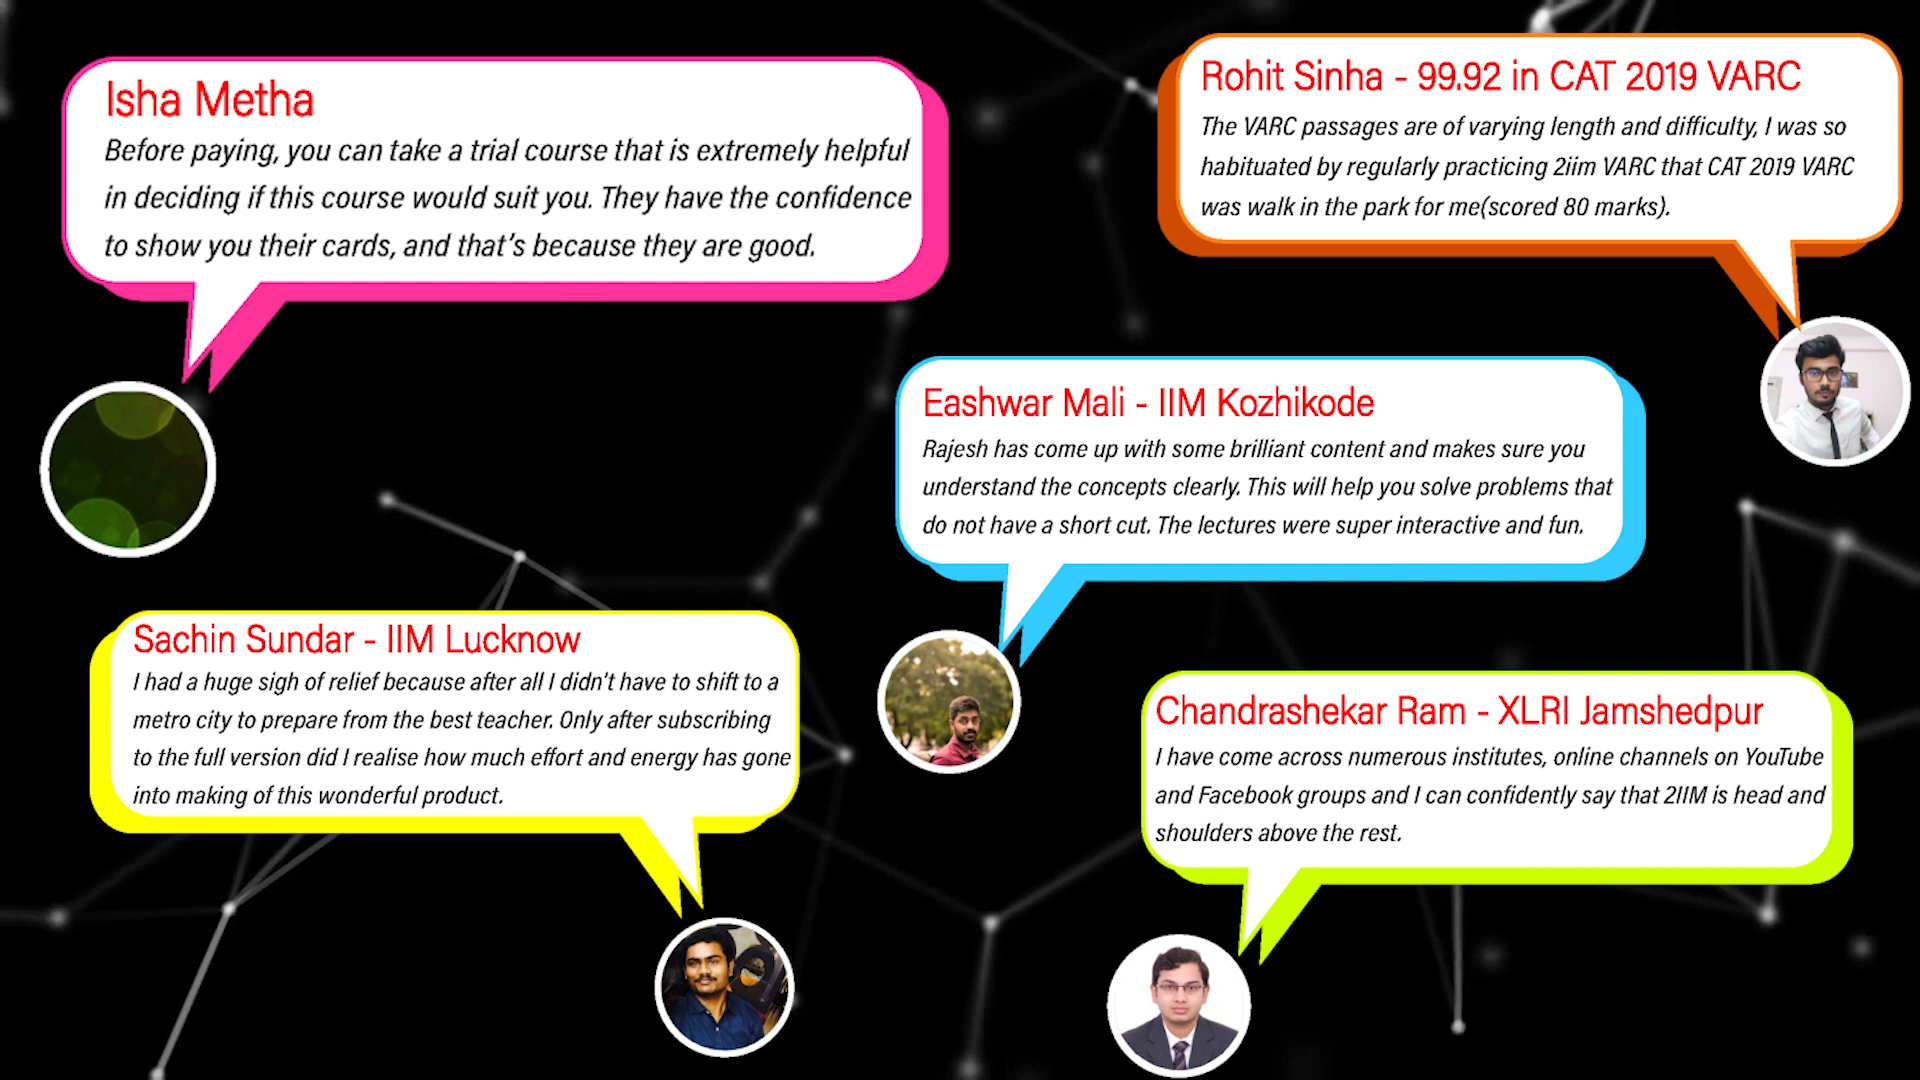 Isha Metha
Before paying, you can take a trial course that is extremely helpful
in deciding if this course would suit you. They have the confidence
to show you their cards, and that's because they are good.
Rohit Sinha - 99.92 in CAT 2019 VARC
The VARC passages are of varying length and difficulty, I was so
habituated by regularly practicing 2iim VARC that CAT 2019 VARC
was walk in the park for me(scored 80 marks).
Eashwar Mali - IIM Kozhikode
Rajesh has come up with some brilliant content and makes sure you
understand the concepts clearly. This will help you solve problems that
do not have a short cut. The lectures were super interactive and fun.
Sachin Sundar - IIM Lucknow
I had a huge sigh of relief because after all I didn't have to shift to a
metro city to prepare from the best teacher. Only after subscribing
to the full version did I realise how much effort and energy has gone
into making of this wonderful product.
Chandrashekar Ram - XLRI Jamshedpur
I have come across numerous institutes, online channels on YouTube
and Facebook groups and I can confidently say that 2IIM is head and
shoulders above the rest.